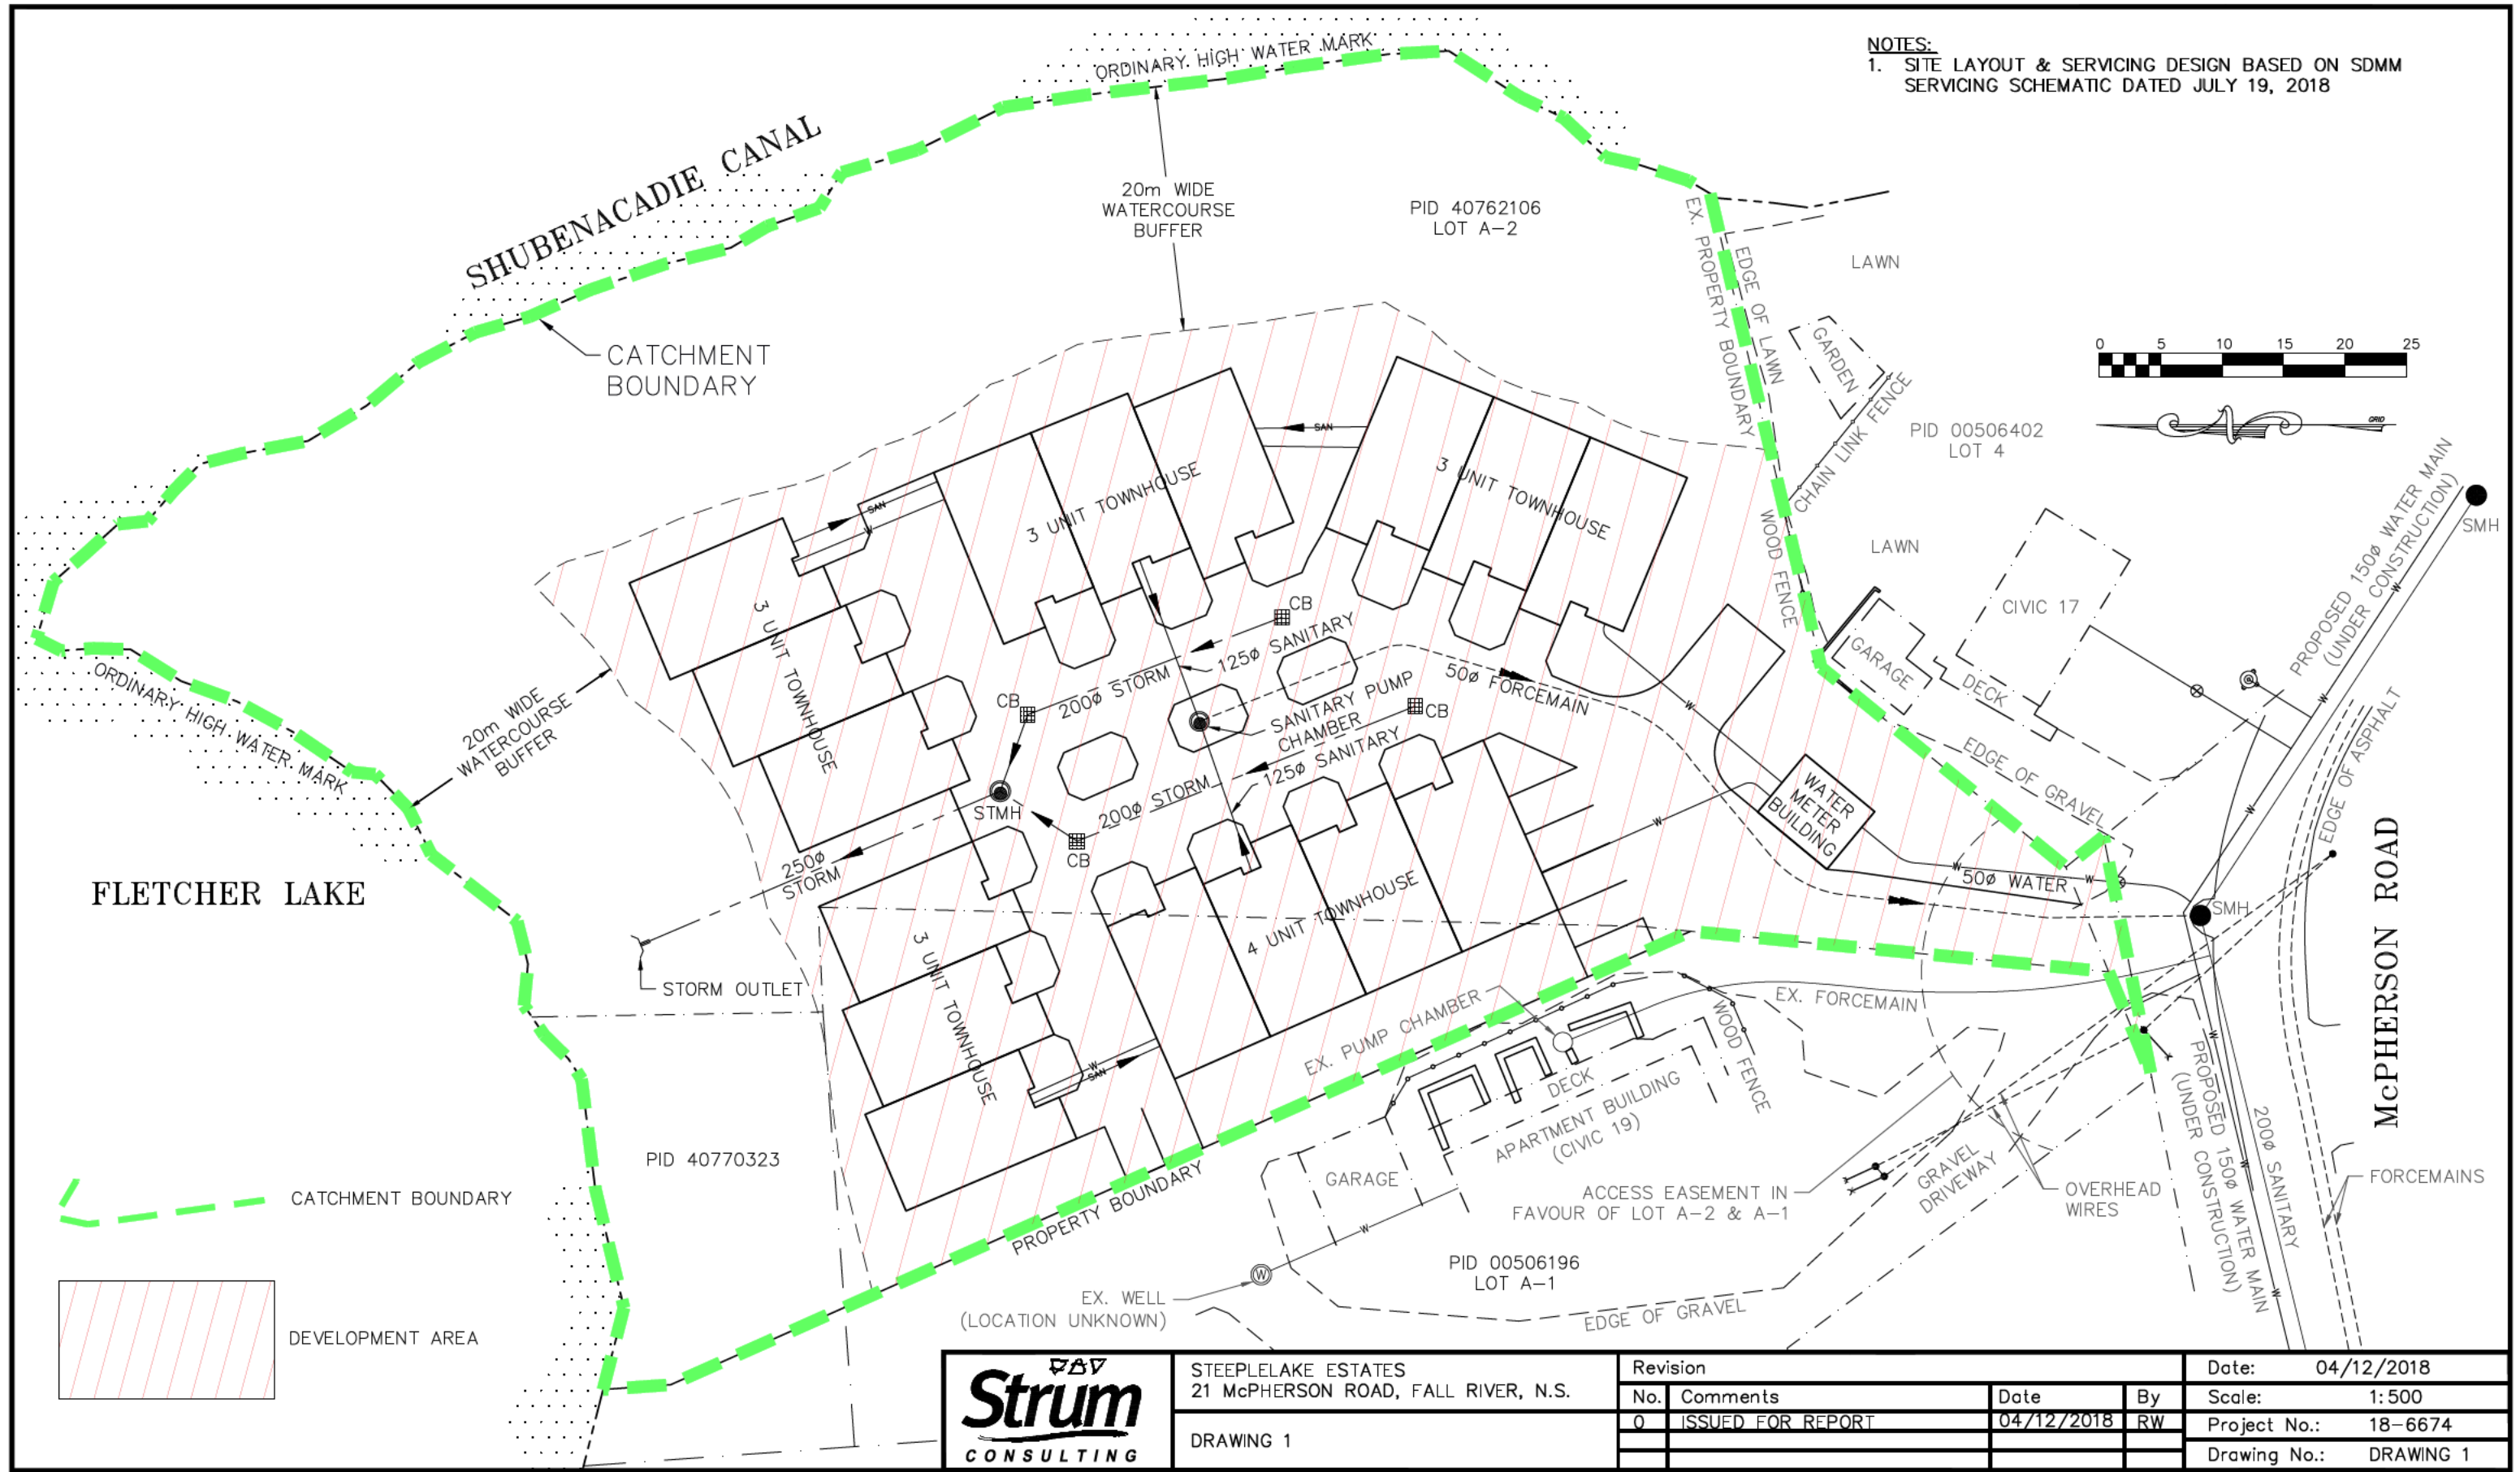 ORDINARY HIGH WATER MARK
NOTES:
1. SITE LAYOUT & SERVICING DESIGN BASED ON SDMM
SERVICING SCHEMATIC DATED JULY 19, 2018
SHUBENACADIE CANAL
20m WIDE
WATERCOURSE
BUFFER
PID 40762106
LOT A-2
EX. PROPERTY BOUNDARY
EDGE OF LAWN
LAWN
CATCHMENT
BOUNDARY
GARDEN
CHAIN LINK FENCE
0 5 10 15 20 25
GRID
PID 00506402
LOT 4
SAN
3 UNIT TOWNHOUSE
3 UNIT TOWNHOUSE
SAN
W
WOOD FENCE
LAWN
CIVIC 17
PROPOSED 150ø WATER MAIN
(UNDER CONSTRUCTION)
SMH
W
3 UNIT TOWNHOUSE
CB
125ø SANITARY
200ø STORM
CB
SANITARY PUMP
CHAMBER
50ø FORCEMAIN
CB
125ø SANITARY
200ø STORM
STMH
CB
250ø
STORM
GARAGE
DECK
W
W
EDGE OF GRAVEL
EDGE OF ASPHALT
WATER
METER
BUILDING
W
W
W
50ø WATER
W
SMH
McPHERSON ROAD
ORDINARY HIGH WATER MARK
20m WIDE
WATERCOURSE
BUFFER
FLETCHER LAKE
STORM OUTLET
3 UNIT TOWNHOUSE
4 UNIT TOWNHOUSE
W
SAN
EX. PUMP CHAMBER
EX. FORCEMAIN
WOOD FENCE
DECK
APARTMENT BUILDING
(CIVIC 19)
GARAGE
W
PID 40770323
PROPERTY BOUNDARY
ACCESS EASEMENT IN
FAVOUR OF LOT A-2 & A-1
GRAVEL
DRIVEWAY
OVERHEAD
WIRES
W
PROPOSED 150ø WATER MAIN
(UNDER CONSTRUCTION)
W
W
W
200ø SANITARY
FORCEMAINS
CATCHMENT BOUNDARY
DEVELOPMENT AREA
W
EX. WELL
(LOCATION UNKNOWN)
PID 00506196
LOT A-1
EDGE OF GRAVEL
Strum
CONSULTING
STEEPLELAKE ESTATES
21 McPHERSON ROAD, FALL RIVER, N.S.
DRAWING 1
Revision
No. Comments Date By
0 ISSUED FOR REPORT 04/12/2018 RW
Date: 04/12/2018
Scale: 1:500
Project No.: 18-6674
Drawing No.: DRAWING 1